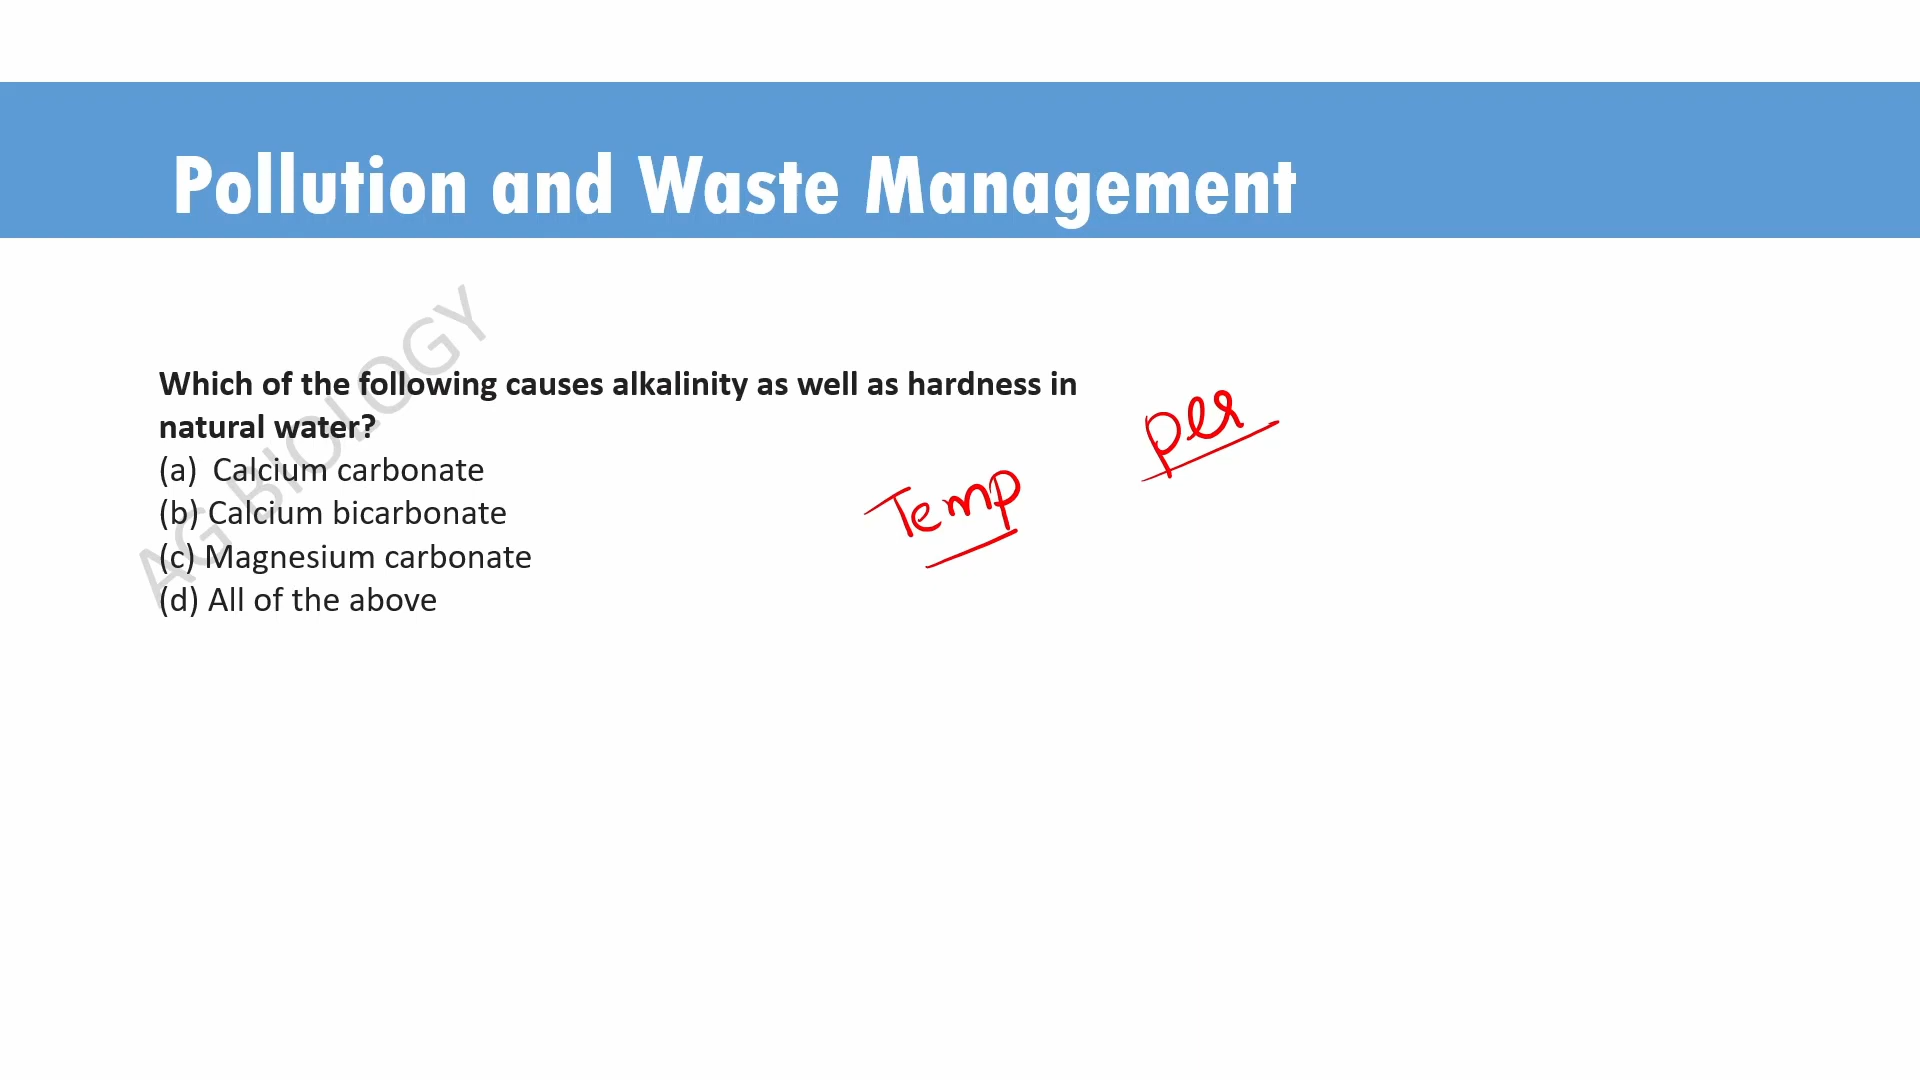 Pollution and Waste Management
AG BIOLOGY
Which of the following causes alkalinity as well as hardness in
natural water?
(a) Calcium carbonate
(b) Calcium bicarbonate
(c) Magnesium carbonate
(d) All of the above
per
Temp